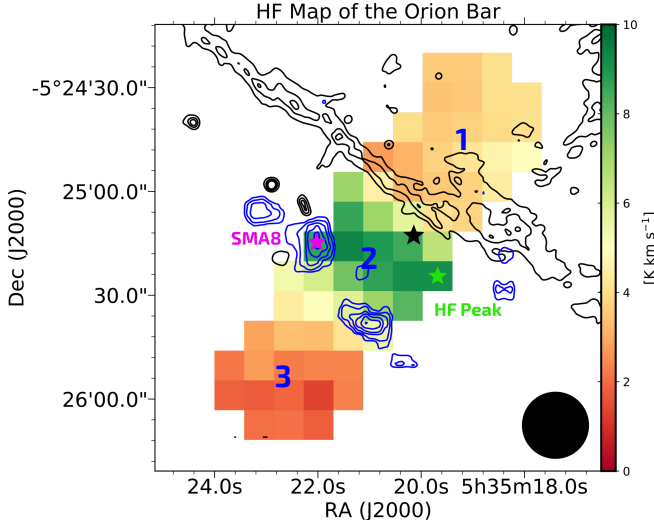 HF Map of the Orion Bar
-5°24'30.0"
25'00.0"
30.0"
26'00.0"
Dec (J2000)
1
2
3
SMA8
HF Peak
24.0s 22.0s 20.0s 5h35m18.0s
RA (J2000)
10
8
6
4
2
0
[K km s⁻¹]